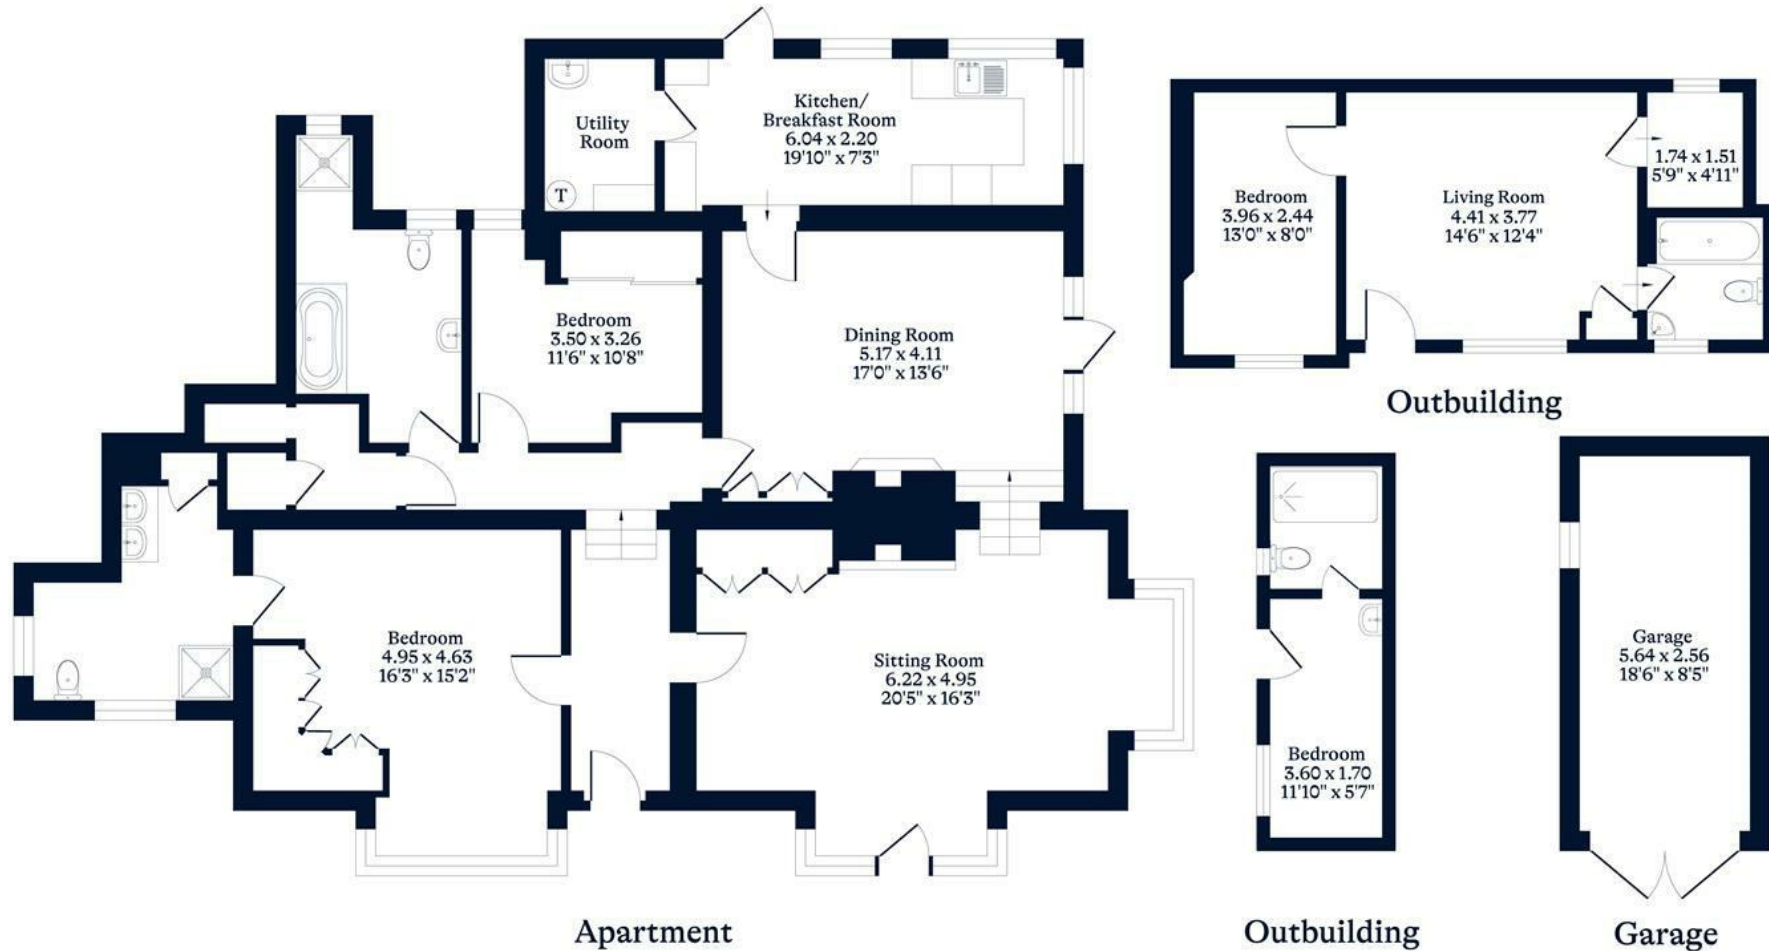 Kitchen/
Breakfast Room
6.04 x 2.20
19'10" x 7'3"
Utility
Room
T
Bedroom
3.50 x 3.26
11'6" x 10'8"
Dining Room
5.17 x 4.11
17'0" x 13'6"
Bedroom
4.95 x 4.63
16'3" x 15'2"
Sitting Room
6.22 x 4.95
20'5" x 16'3"
Apartment
Bedroom
3.96 x 2.44
13'0" x 8'0"
Living Room
4.41 x 3.77
14'6" x 12'4"
1.74 x 1.51
5'9" x 4'11"
Outbuilding
Bedroom
3.60 x 1.70
11'10" x 5'7"
Outbuilding
Garage
5.64 x 2.56
18'6" x 8'5"
Garage